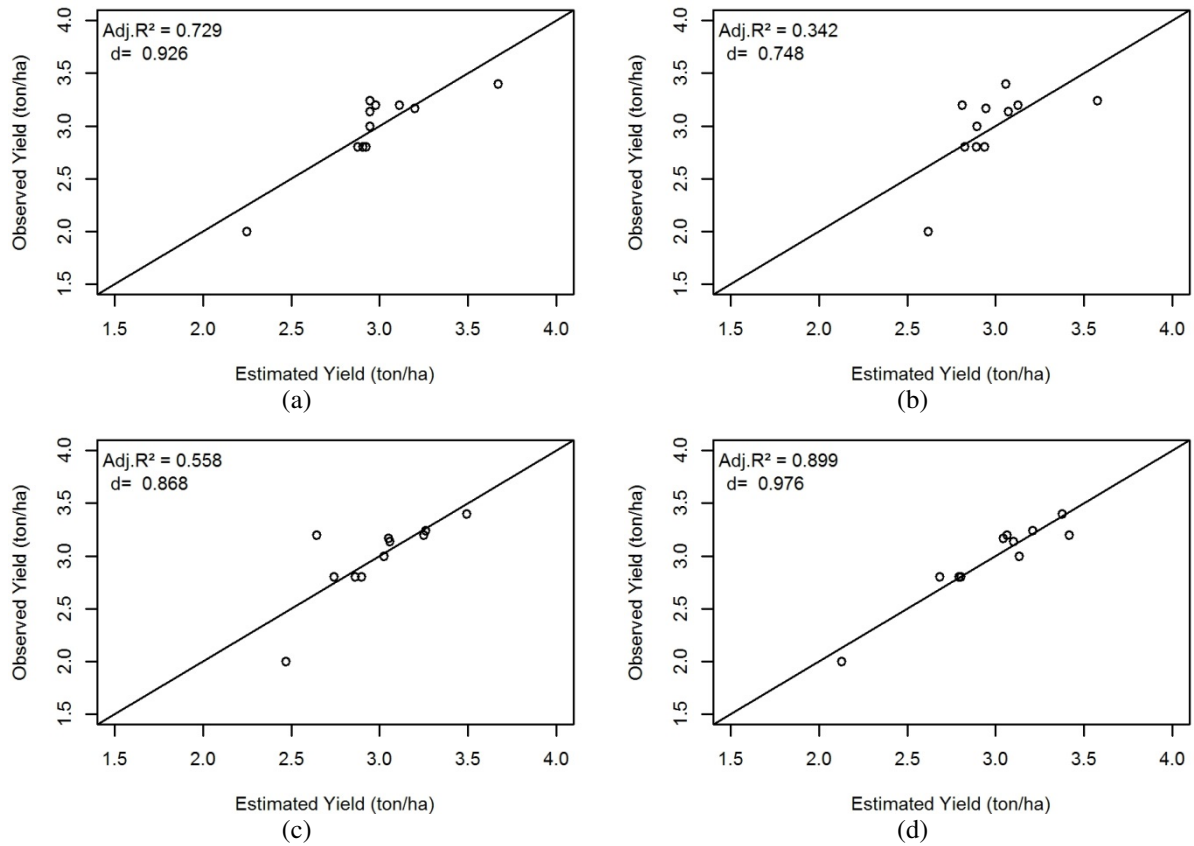 Adj.R² = 0.729
d= 0.926
Observed Yield (ton/ha)
1.5 2.0 2.5 3.0 3.5 4.0
1.5 2.0 2.5 3.0 3.5 4.0
Estimated Yield (ton/ha)
(a)
Adj.R² = 0.342
d= 0.748
Observed Yield (ton/ha)
1.5 2.0 2.5 3.0 3.5 4.0
1.5 2.0 2.5 3.0 3.5 4.0
Estimated Yield (ton/ha)
(b)
Adj.R² = 0.558
d= 0.868
Observed Yield (ton/ha)
1.5 2.0 2.5 3.0 3.5 4.0
1.5 2.0 2.5 3.0 3.5 4.0
Estimated Yield (ton/ha)
(c)
Adj.R² = 0.899
d= 0.976
Observed Yield (ton/ha)
1.5 2.0 2.5 3.0 3.5 4.0
1.5 2.0 2.5 3.0 3.5 4.0
Estimated Yield (ton/ha)
(d)